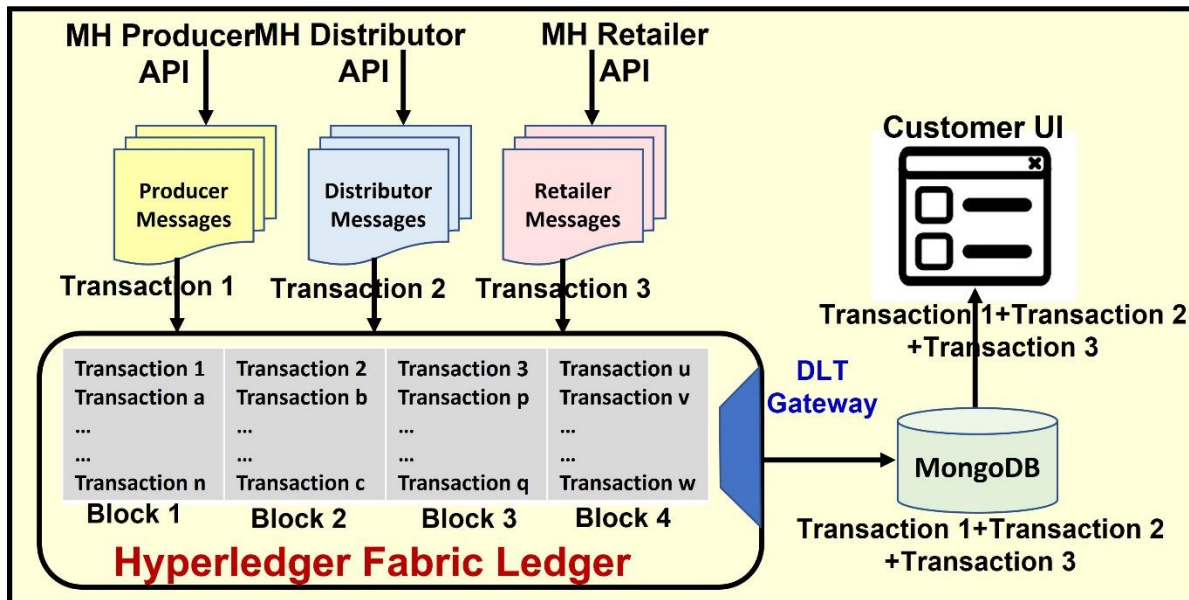 MH Producer
API
MH Distributor
API
MH Retailer
API
Producer
Messages
Distributor
Messages
Retailer
Messages
Transaction 1
Transaction 2
Transaction 3
Customer UI
Transaction 1+Transaction 2
+Transaction 3
Transaction 1
Transaction a
...
...
Transaction n
Block 1
Transaction 2
Transaction b
...
...
Transaction c
Block 2
Transaction 3
Transaction p
...
...
Transaction q
Block 3
Transaction u
Transaction v
...
...
Transaction w
Block 4
Hyperledger Fabric Ledger
DLT
Gateway
MongoDB
Transaction 1+Transaction 2
+Transaction 3